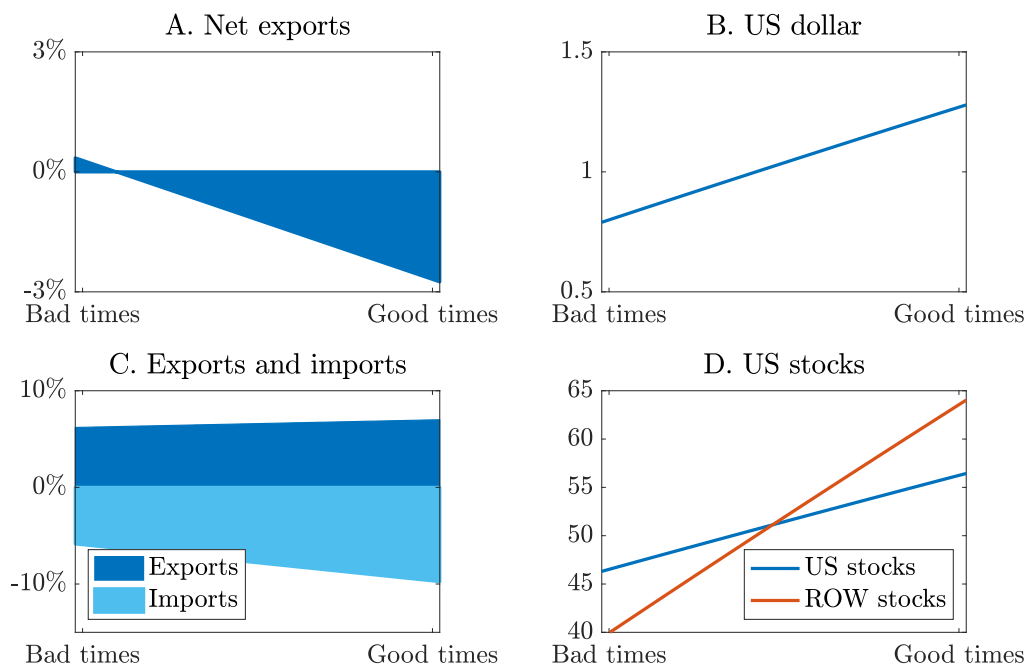 A. Net exports
3%
0%
-3%
Bad times
Good times
B. US dollar
1.5
1
0.5
Bad times
Good times
C. Exports and imports
10%
0%
-10%
Exports
Imports
Bad times
Good times
D. US stocks
65
60
55
50
45
40
US stocks
ROW stocks
Bad times
Good times